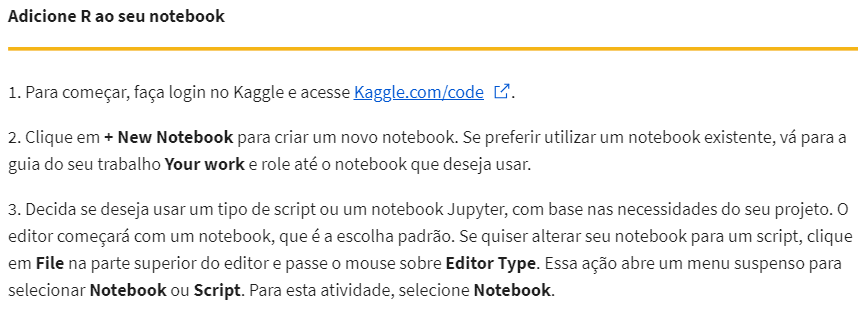 Adicione R ao seu notebook
1. Para começar, faça login no Kaggle e acesse Kaggle.com/code.
2. Clique em + New Notebook para criar um novo notebook. Se preferir utilizar um notebook existente, vá para a
guia do seu trabalho Your work e role até o notebook que deseja usar.
3. Decida se deseja usar um tipo de script ou um notebook Jupyter, com base nas necessidades do seu projeto. O
editor começará com um notebook, que é a escolha padrão. Se quiser alterar seu notebook para um script, clique
em File na parte superior do editor e passe o mouse sobre Editor Type. Essa ação abre um menu suspenso para
selecionar Notebook ou Script. Para esta atividade, selecione Notebook.